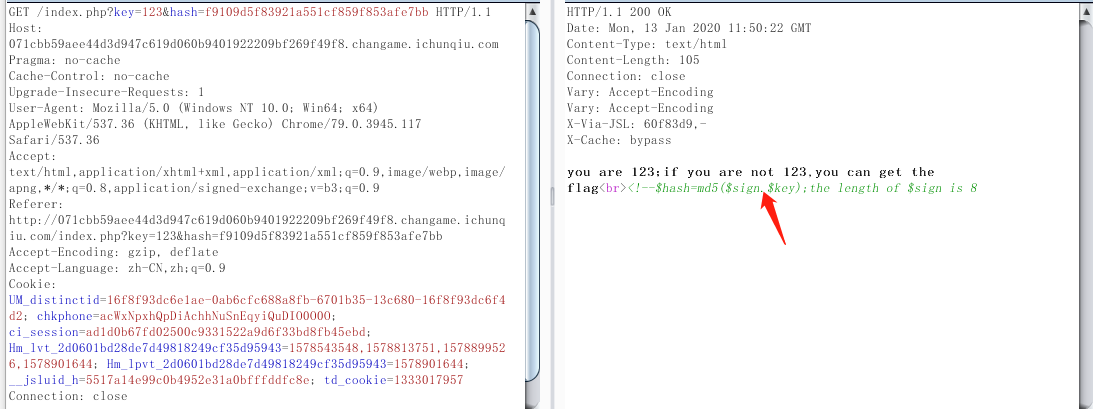 GET /index.php?key=123&hash=f9109d5f83921a551cf859f853afe7bb HTTP/1.1
Host:
071cbb59aee44d3d947c619d060b9401922209bf269f49f8.changame.ichunqiu.com
Pragma: no-cache
Cache-Control: no-cache
Upgrade-Insecure-Requests: 1
User-Agent: Mozilla/5.0 (Windows NT 10.0; Win64; x64)
AppleWebKit/537.36 (KHTML, like Gecko) Chrome/79.0.3945.117
Safari/537.36
Accept:
text/html,application/xhtml+xml,application/xml;q=0.9,image/webp,image/
apng,*/*;q=0.8,application/signed-exchange;v=b3;q=0.9
Referer:
http://071cbb59aee44d3d947c619d060b9401922209bf269f49f8.changame.ichunq
iu.com/index.php?key=123&hash=f9109d5f83921a551cf859f853afe7bb
Accept-Encoding: gzip, deflate
Accept-Language: zh-CN,zh;q=0.9
Cookie:
UM_distinctid=16f8f93dc6e1ae-0ab6cfc688a8fb-6701b35-13c680-16f8f93dc6f4
d2; chkphone=acWxNpxhQpDiAchhNuSnEqyiQuDIO0O0O;
ci_session=ad1d0b67fd02500c9331522a9d6f33bd8fb45ebd;
Hm_lvt_2d0601bd28de7d49818249cf35d95943=1578543548,1578813751,157889952
6,1578901644; Hm_lpvt_2d0601bd28de7d49818249cf35d95943=1578901644;
__jsluid_h=5517a14e99c0b4952e31a0bfffddfc8e; td_cookie=1333017957
Connection: close
HTTP/1.1 200 OK
Date: Mon, 13 Jan 2020 11:50:22 GMT
Content-Type: text/html
Content-Length: 105
Connection: close
Vary: Accept-Encoding
Vary: Accept-Encoding
X-Via-JSL: 60f83d9,-
X-Cache: bypass
you are 123;if you are not 123,you can get the
flag<br><!--$hash=md5($sign.$key);the length of $sign is 8